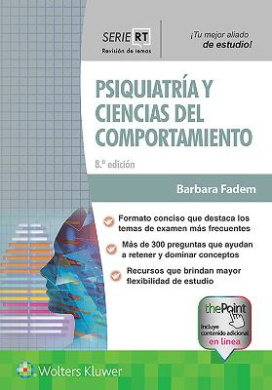 SERIE RT
Revisión de temas
¡Tu mejor aliado
de estudio!
PSIQUIATRÍA Y
CIENCIAS DEL
COMPORTAMIENTO
8.ª edición
Barbara Fadem
Formato conciso que destaca los
temas de examen más frecuentes
Más de 300 preguntas que ayudan
a retener y dominar conceptos
Recursos que brindan mayor
flexibilidad de estudio
thePoint
Incluye
contenido adicional
en línea
Wolters Kluwer